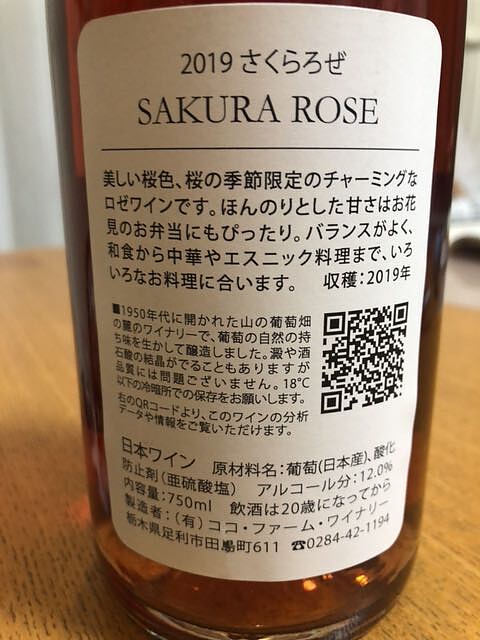 2019 さくらろぜ
SAKURA ROSE
美しい桜色、桜の季節限定のチャーミングな
ロゼワインです。ほんのりとした甘さはお花
見のお弁当にもぴったり。バランスがよく、
和食から中華やエスニック料理まで、いろ
いろなお料理に合います。 収穫:2019年
■1950年代に開かれた山の葡萄畑
の麓のワイナリーで、葡萄の自然の持
ち味を生かして醸造しました。澱や酒
石酸の結晶がでることもありますが
品質には問題ございません。18℃
以下の冷暗所での保存をお願いします。
右のQRコードより、このワインの分析
データや情報をご覧いただけます。
日本ワイン 原材料名:葡萄(日本産)、酸化
防止剤(亜硫酸塩) アルコール分:12.0%
内容量:750ml 飲酒は20歳になってから
製造者:(有)ココ・ファーム・ワイナリー
栃木県足利市田島町611 ☎0284-42-1194